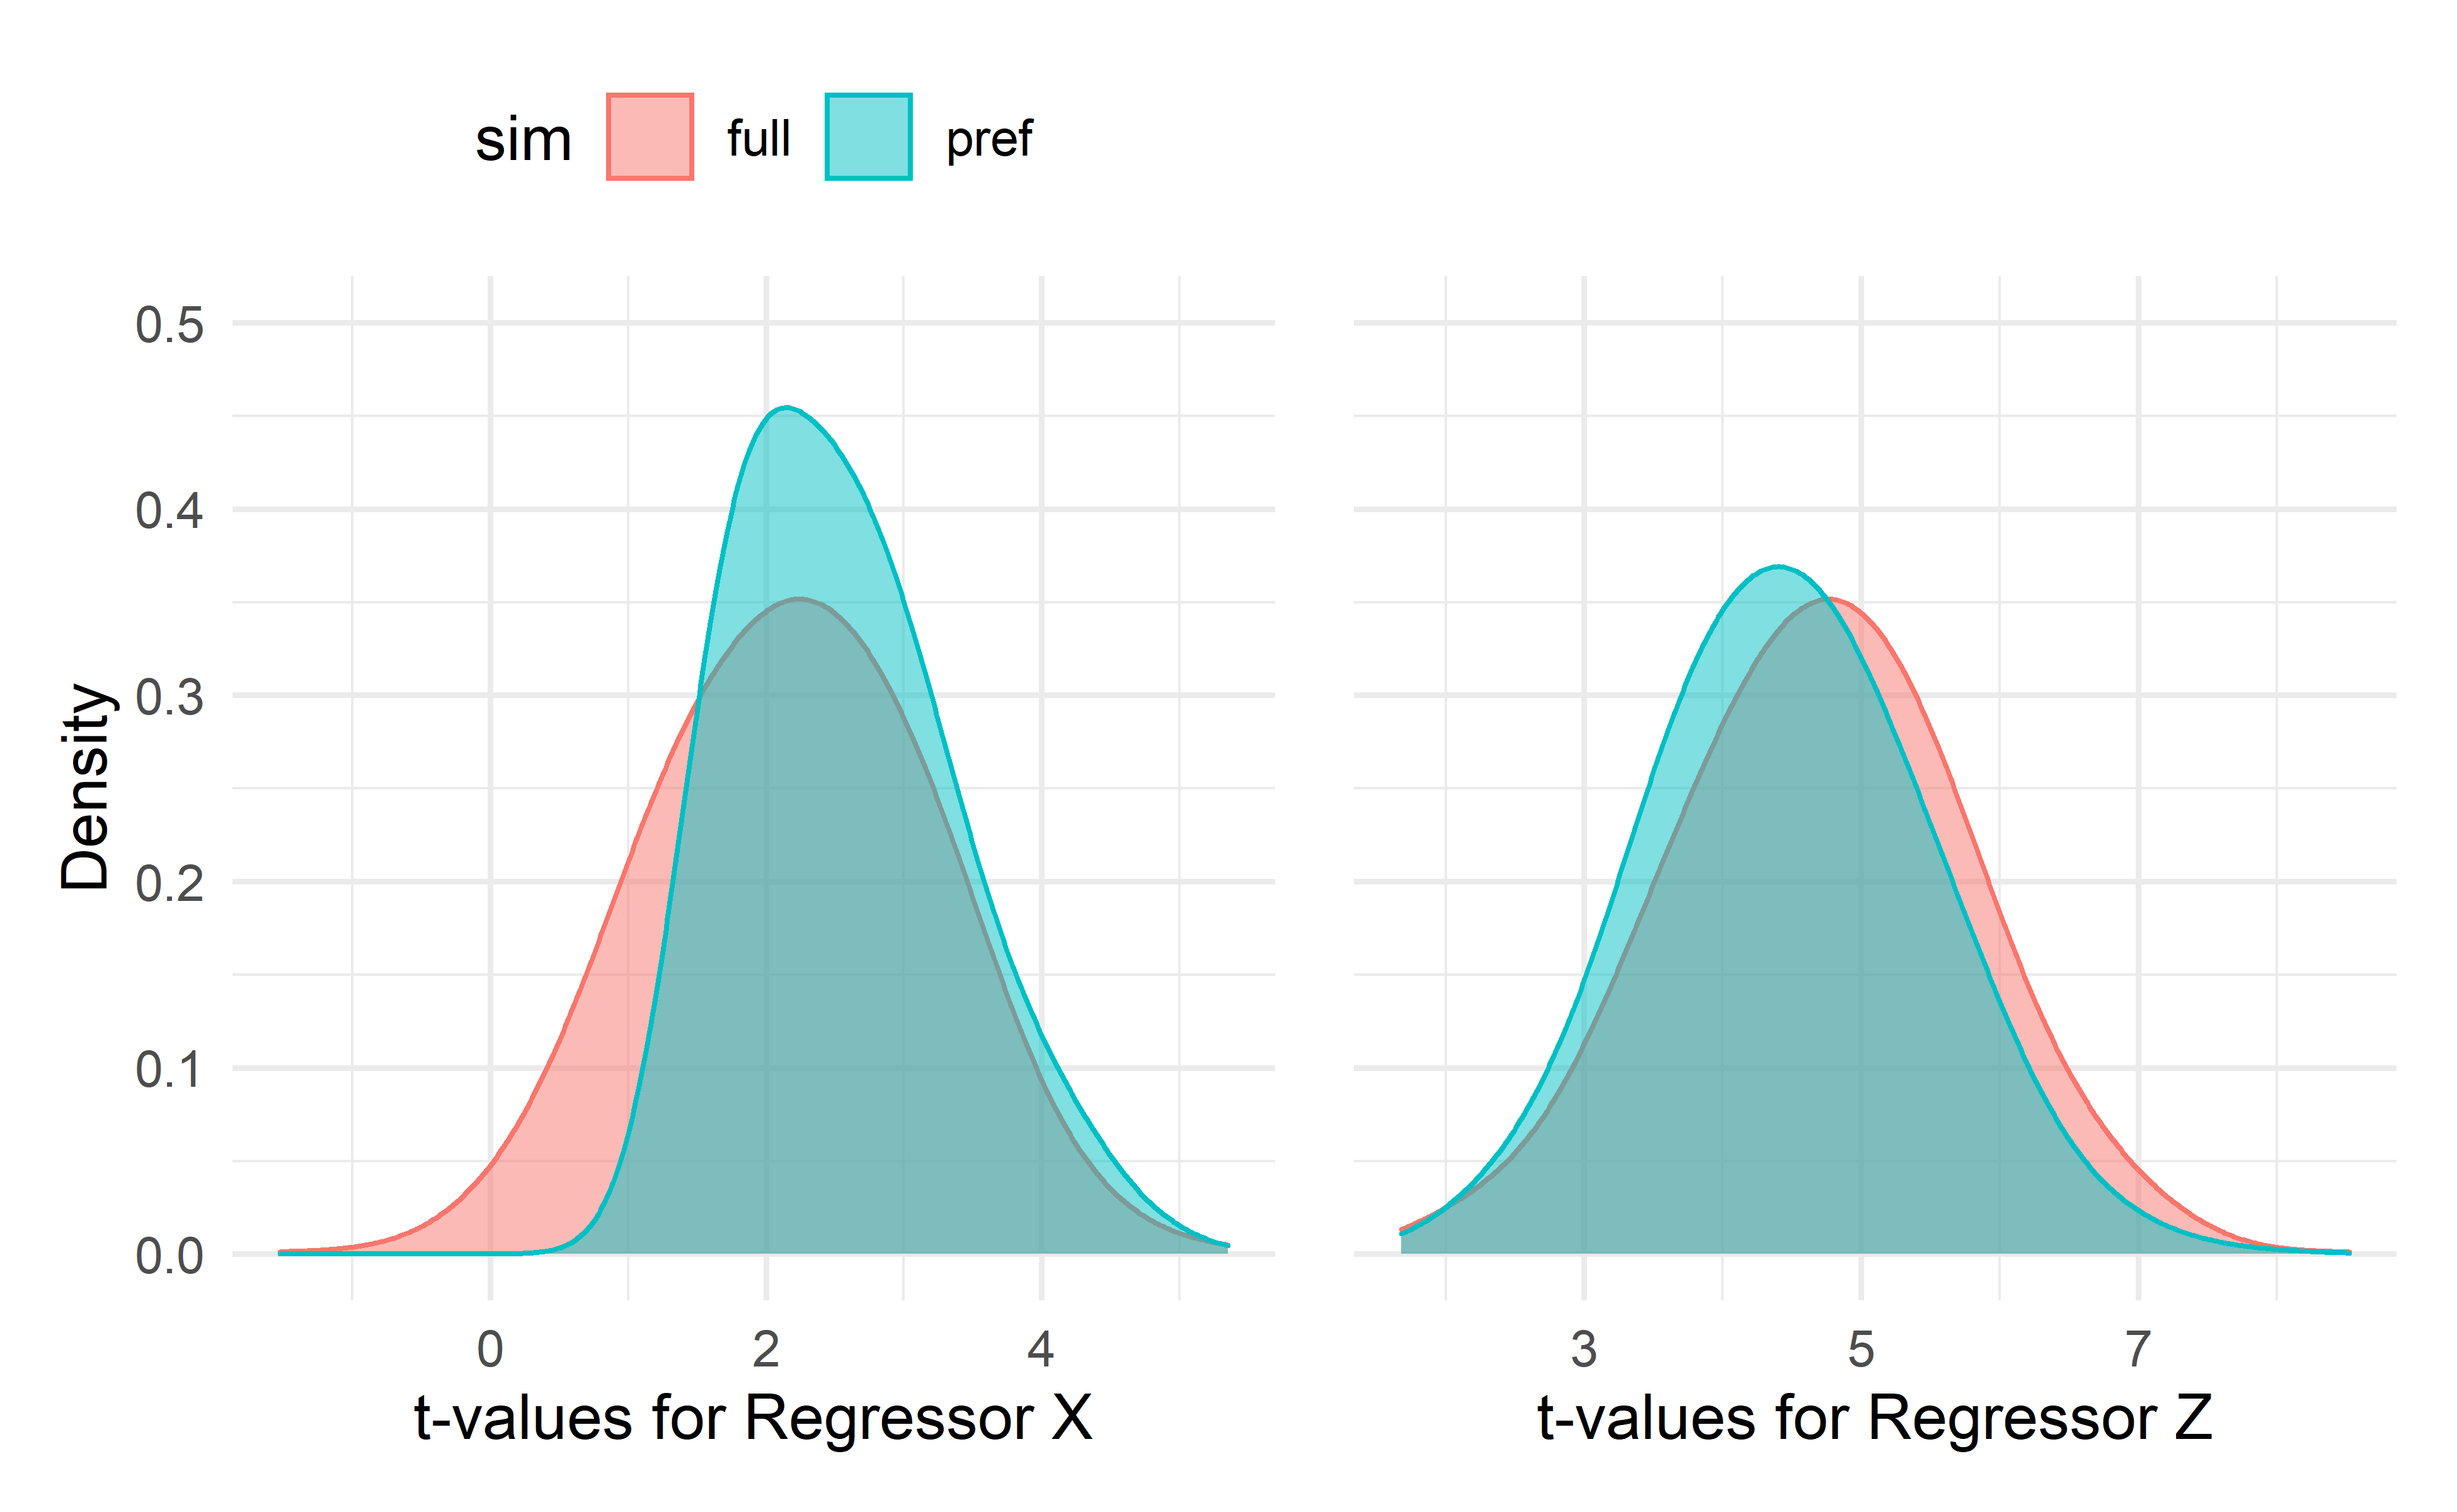 sim full pref
0.5
0.4
0.3
0.2
0.1
0.0
Density
0 2 4
3 5 7
t-values for Regressor X
t-values for Regressor Z